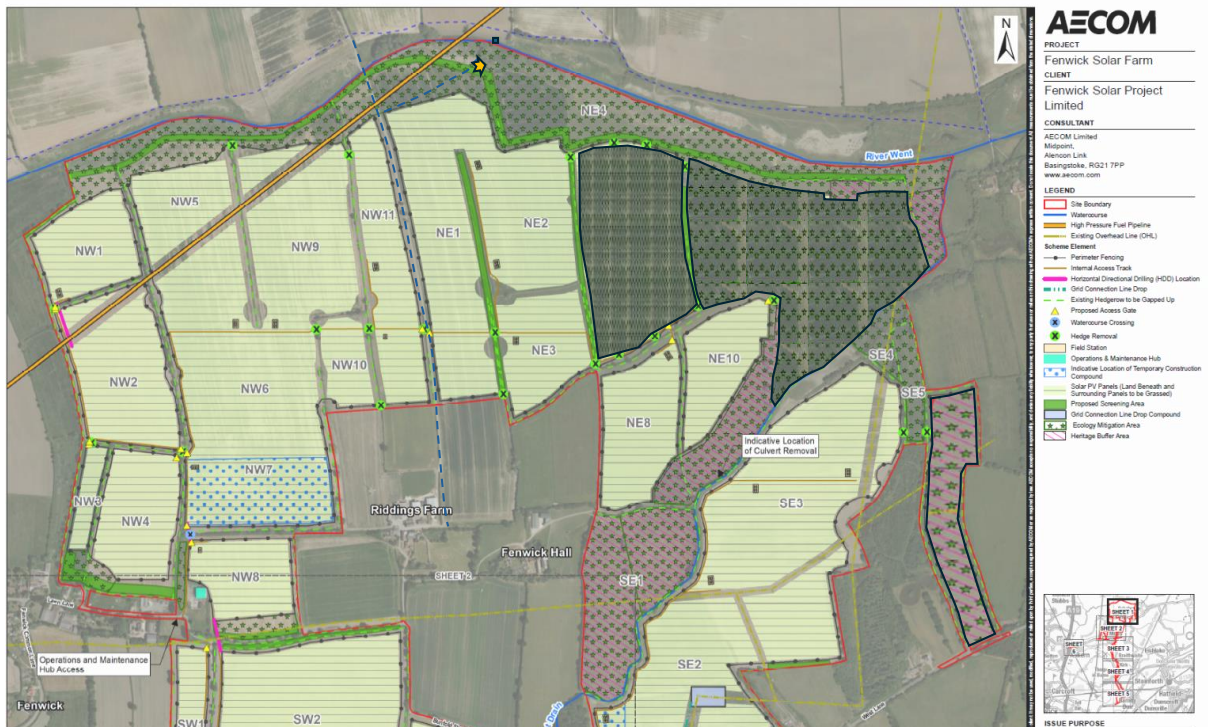 N
NE4
River Went
NW5
NW1
NW9
NW11
NE1
NE2
NW2
NW10
NE3
NE10
SE4
SE5
NW6
NE8
Indicative Location
of Culvert Removal
NW7
NW3
NW4
Riddings Farm
SE3
Fenwick Hall
NW8
SHEET 2
SE1
Operations and Maintenance
Hub Access
SE2
Fenwick
SW1
SW2
Drain
AECOM
PROJECT
Fenwick Solar Farm
CLIENT
Fenwick Solar Project
Limited
CONSULTANT
AECOM Limited
Midpoint,
Alencon Link
Basingstoke, RG21 7PP
www.aecom.com
LEGEND
Site Boundary
Watercourse
High Pressure Fuel Pipeline
Existing Overhead Line (OHL)
Scheme Element
Perimeter Fencing
Internal Access Track
Horizontal Directional Drilling (HDD) Location
Grid Connection Line Drop
Existing Hedgerow to be Gapped Up
Proposed Access Gate
Watercourse Crossing
Hedge Removal
Field Station
Operations & Maintenance Hub
Indicative Location of Temporary Construction
Compound
Solar PV Panels (Land Beneath and
Surrounding Panels to be Grassed)
Proposed Screening Area
Grid Connection Line Drop Compound
Ecology Mitigation Area
Heritage Buffer Area
SHEET 1
SHEET 2
SHEET 3
SHEET 4
SHEET 5
ISSUE PURPOSE